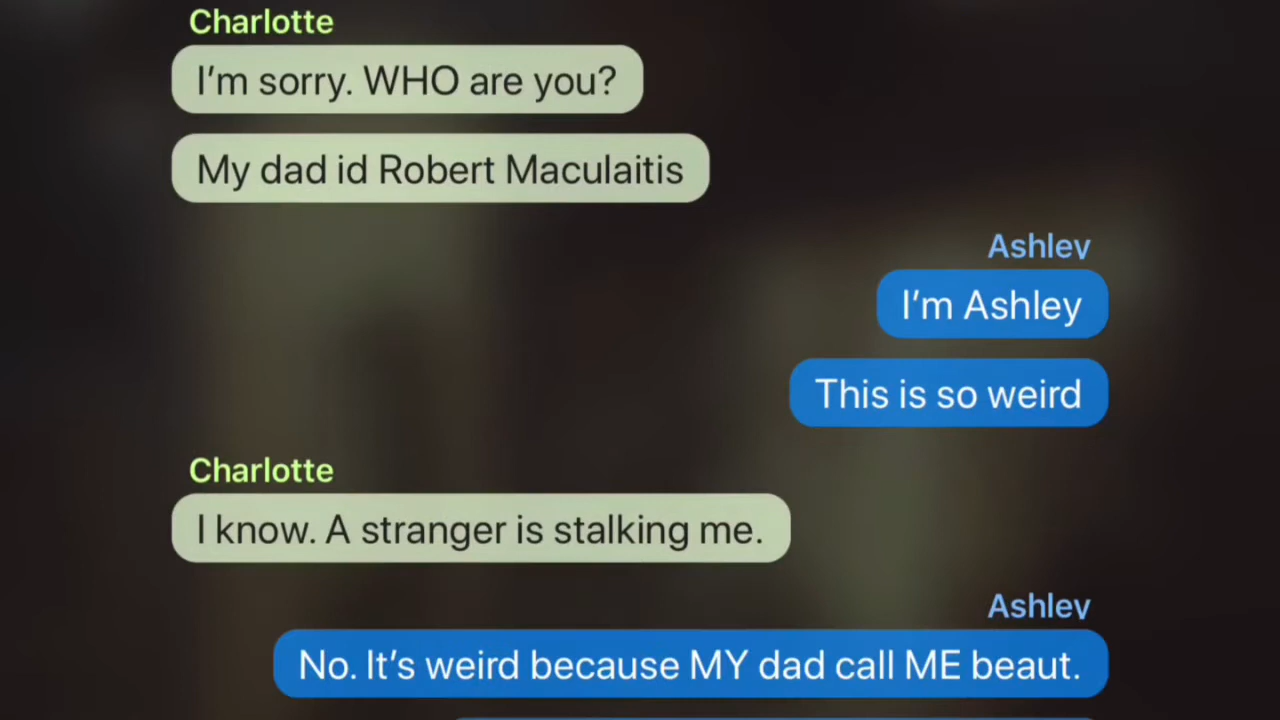 Charlotte
I'm sorry. WHO are you?
My dad id Robert Maculaitis
Ashley
I'm Ashley
This is so weird
Charlotte
I know. A stranger is stalking me.
Ashley
No. It's weird because MY dad call ME beaut.